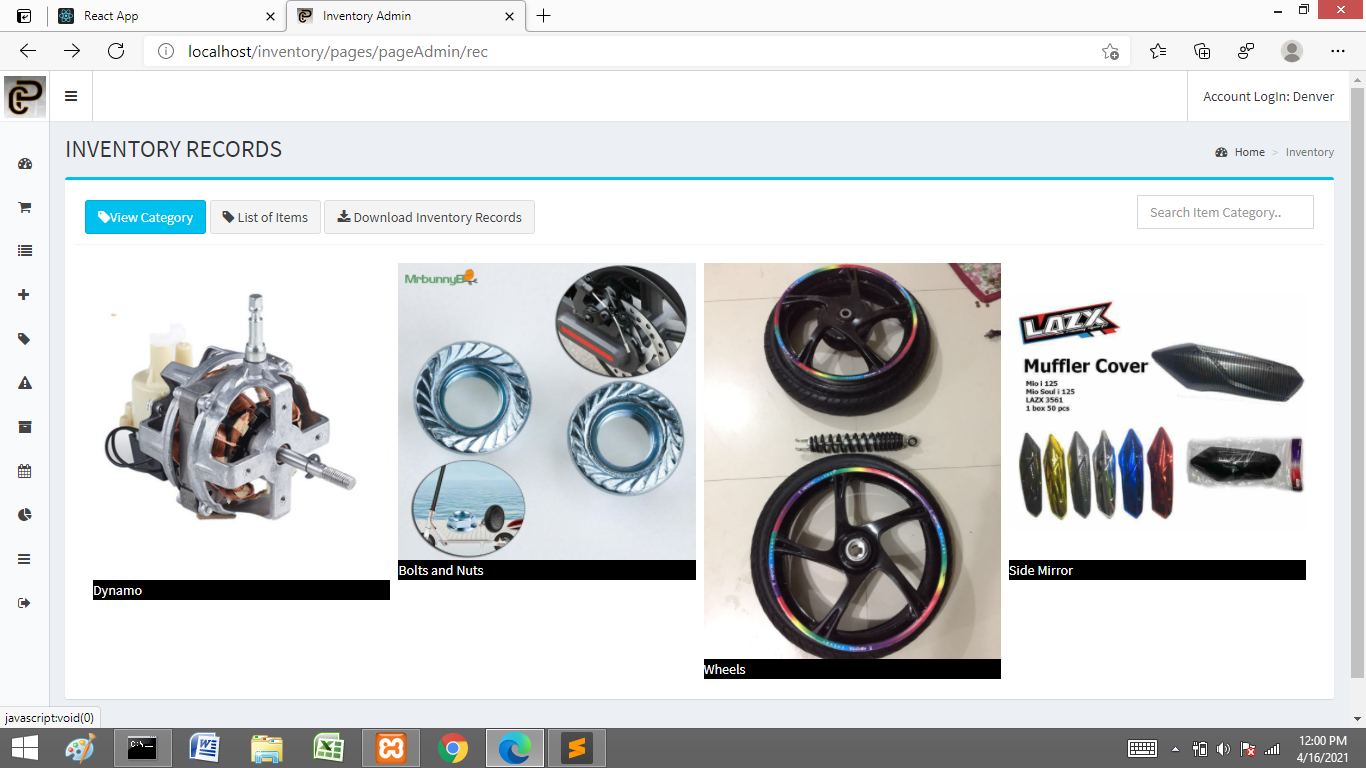 React App
Inventory Admin
localhost/inventory/pages/pageAdmin/rec
Account LogIn: Denver
INVENTORY RECORDS
Home > Inventory
View Category
List of Items
Download Inventory Records
Search Item Category..
MrbunnyB
LAZX
Muffler Cover
Mio i 125
Mio Soul i 125
LAZX 3561
1 box 50 pcs
Dynamo
Bolts and Nuts
Wheels
Side Mirror
javascript:void(0)
C:\_
12:00 PM
4/16/2021